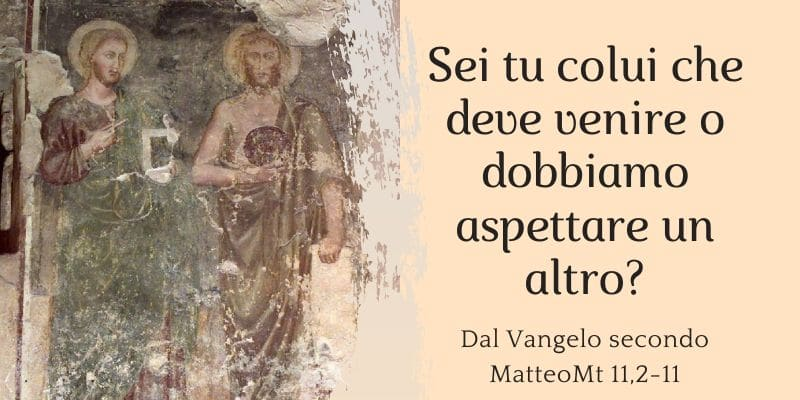 Sei tu colui che
deve venire o
dobbiamo
aspettare un
altro?
Dal Vangelo secondo
MatteoMt 11,2-11